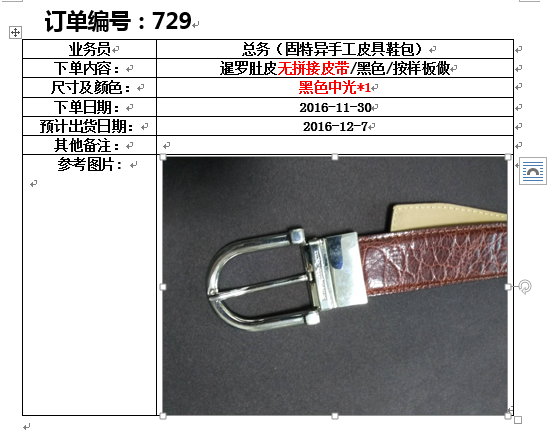 订单编号：729
业务员 总务（固特异手工皮具鞋包）
下单内容： 暹罗肚皮无拼接皮带/黑色/按样板做
尺寸及颜色： 黑色中光*1
下单日期： 2016-11-30
预计出货日期： 2016-12-7
其他备注：
参考图片：